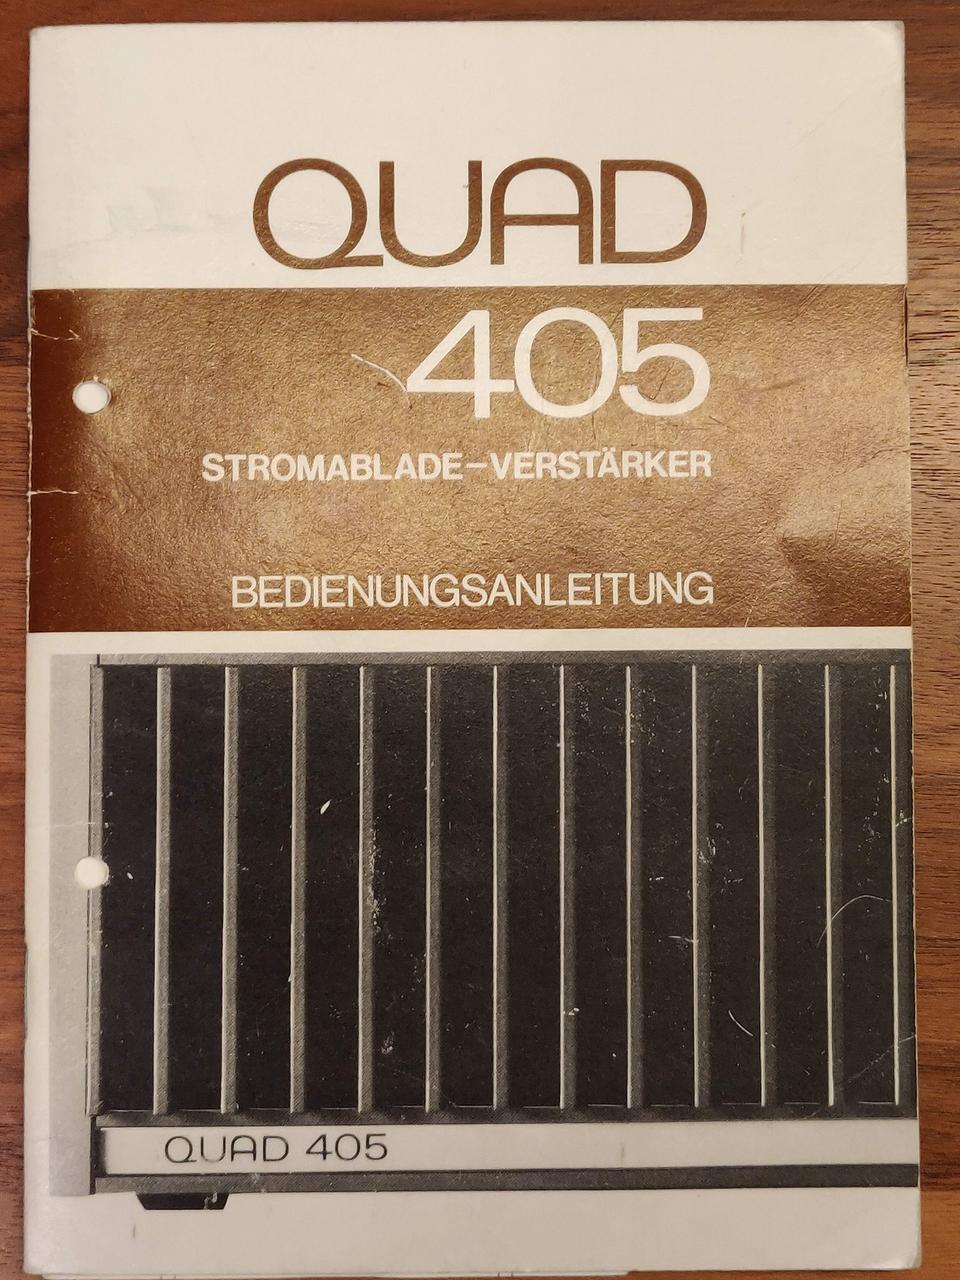 QUAD
405
STROMABLADE–VERSTÄRKER
BEDIENUNGSANLEITUNG
QUAD 405